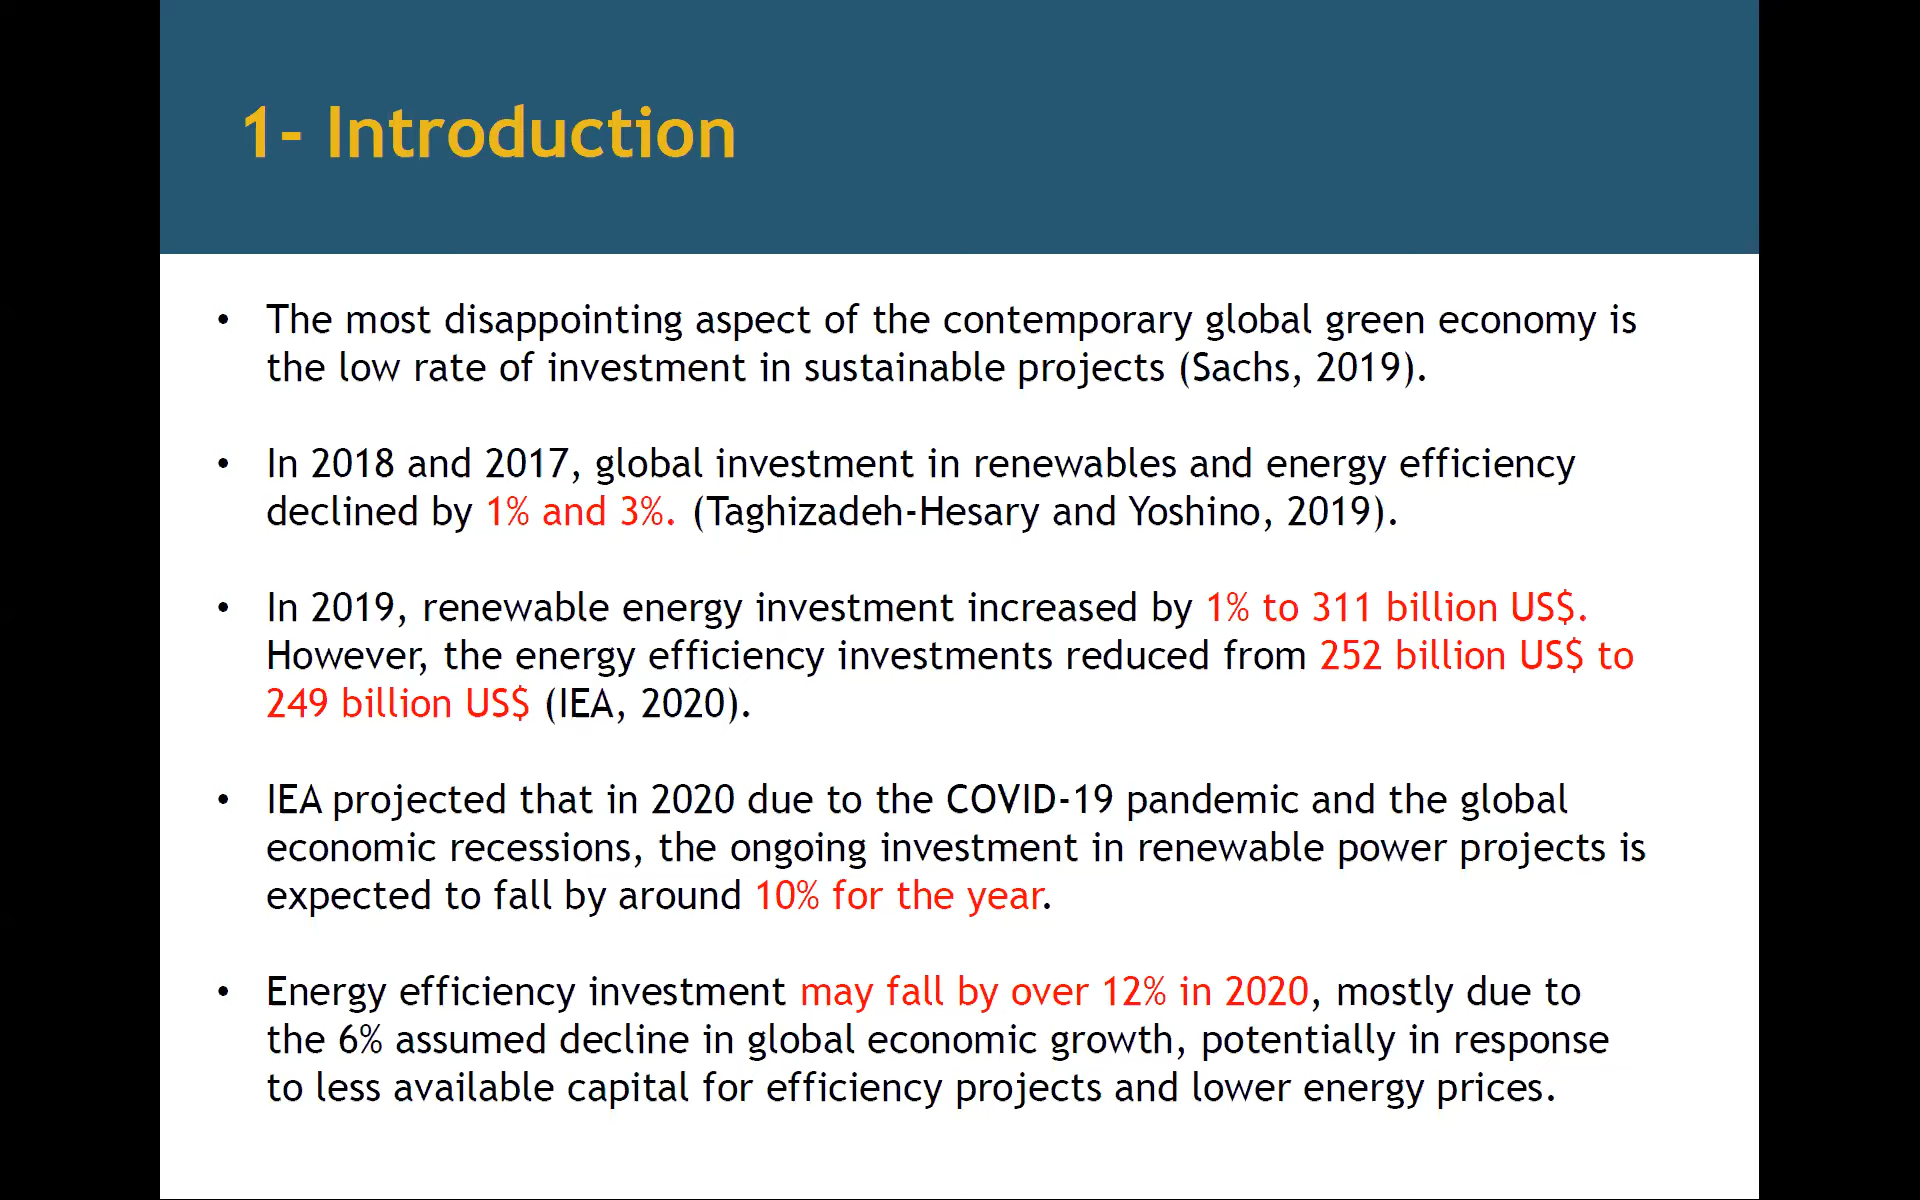 1- Introduction
• The most disappointing aspect of the contemporary global green economy is
the low rate of investment in sustainable projects (Sachs, 2019).
• In 2018 and 2017, global investment in renewables and energy efficiency
declined by 1% and 3%. (Taghizadeh-Hesary and Yoshino, 2019).
• In 2019, renewable energy investment increased by 1% to 311 billion US$.
However, the energy efficiency investments reduced from 252 billion US$ to
249 billion US$ (IEA, 2020).
• IEA projected that in 2020 due to the COVID-19 pandemic and the global
economic recessions, the ongoing investment in renewable power projects is
expected to fall by around 10% for the year.
• Energy efficiency investment may fall by over 12% in 2020, mostly due to
the 6% assumed decline in global economic growth, potentially in response
to less available capital for efficiency projects and lower energy prices.